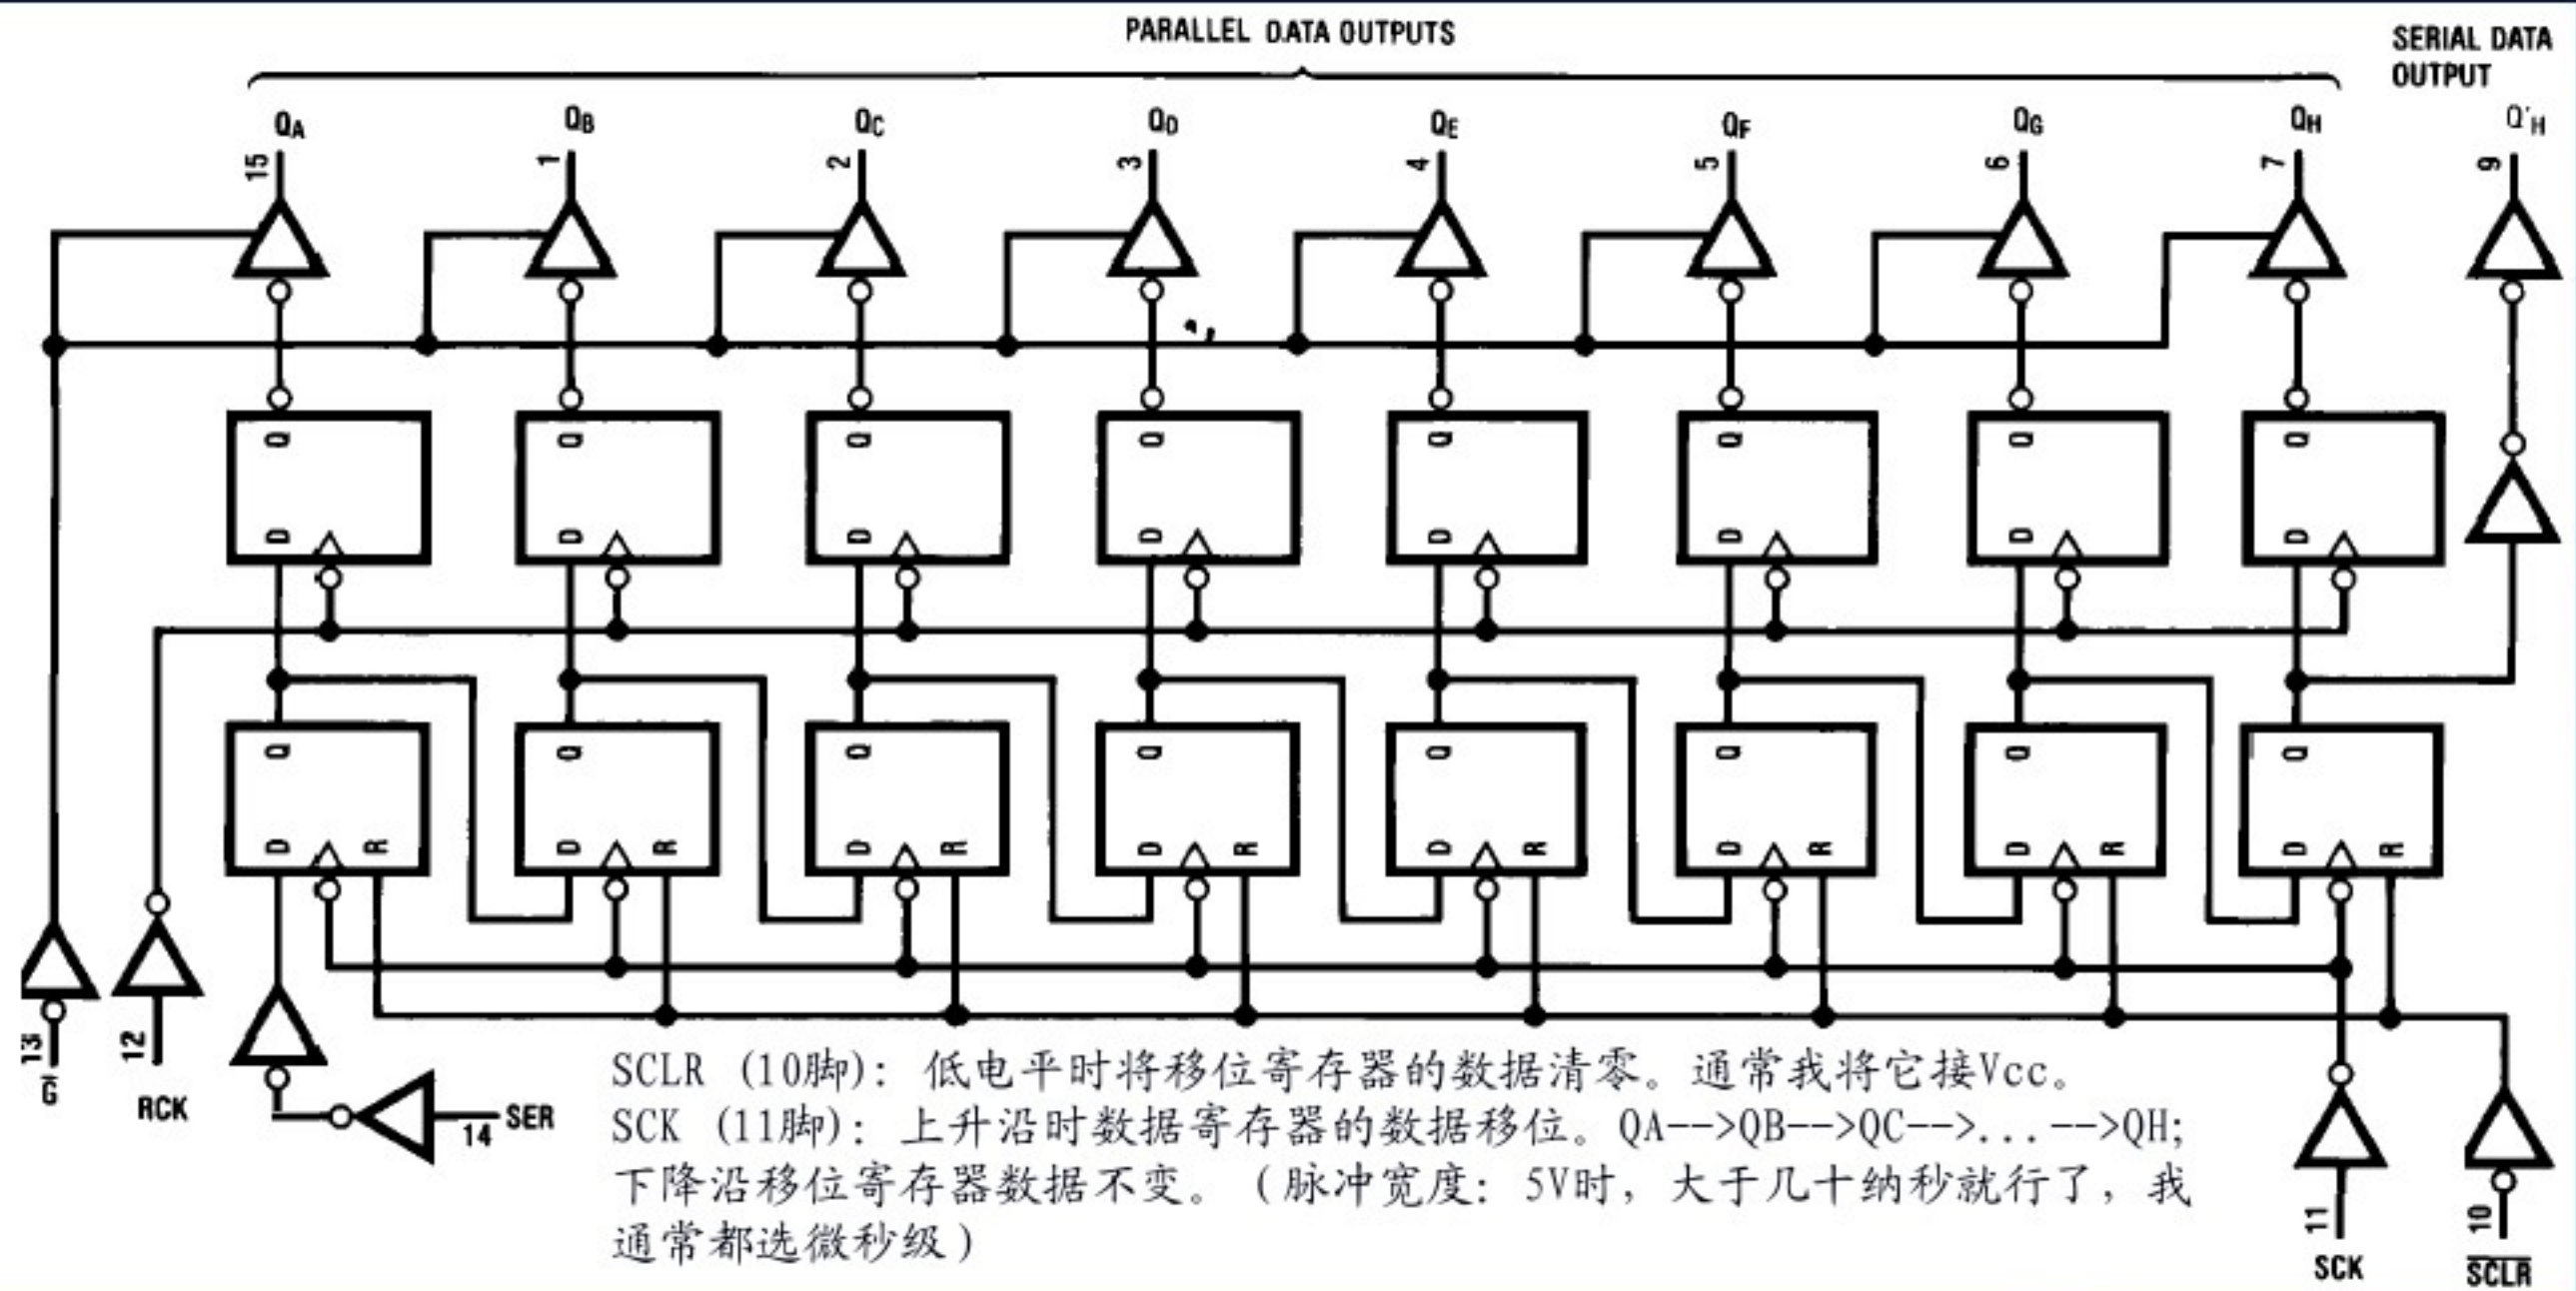 PARALLEL DATA OUTPUTS
SERIAL DATA
OUTPUT
QA QB QC QD QE QF QG QH Q'H
15 1 2 3 4 5 6 7 9
Q Q Q Q Q Q Q Q
D D D D D D D D
Q Q Q Q Q Q Q Q
D R D R D R D R D R D R D R D R
13 12
G̅ RCK
14 SER
SCLR (10脚): 低电平时将移位寄存器的数据清零。通常我将它接Vcc。
SCK (11脚): 上升沿时数据寄存器的数据移位。QA-->QB-->QC-->...-->QH;
下降沿移位寄存器数据不变。（脉冲宽度: 5V时, 大于几十纳秒就行了, 我
通常都选微秒级）
11 10
SCK S̅C̅L̅R̅